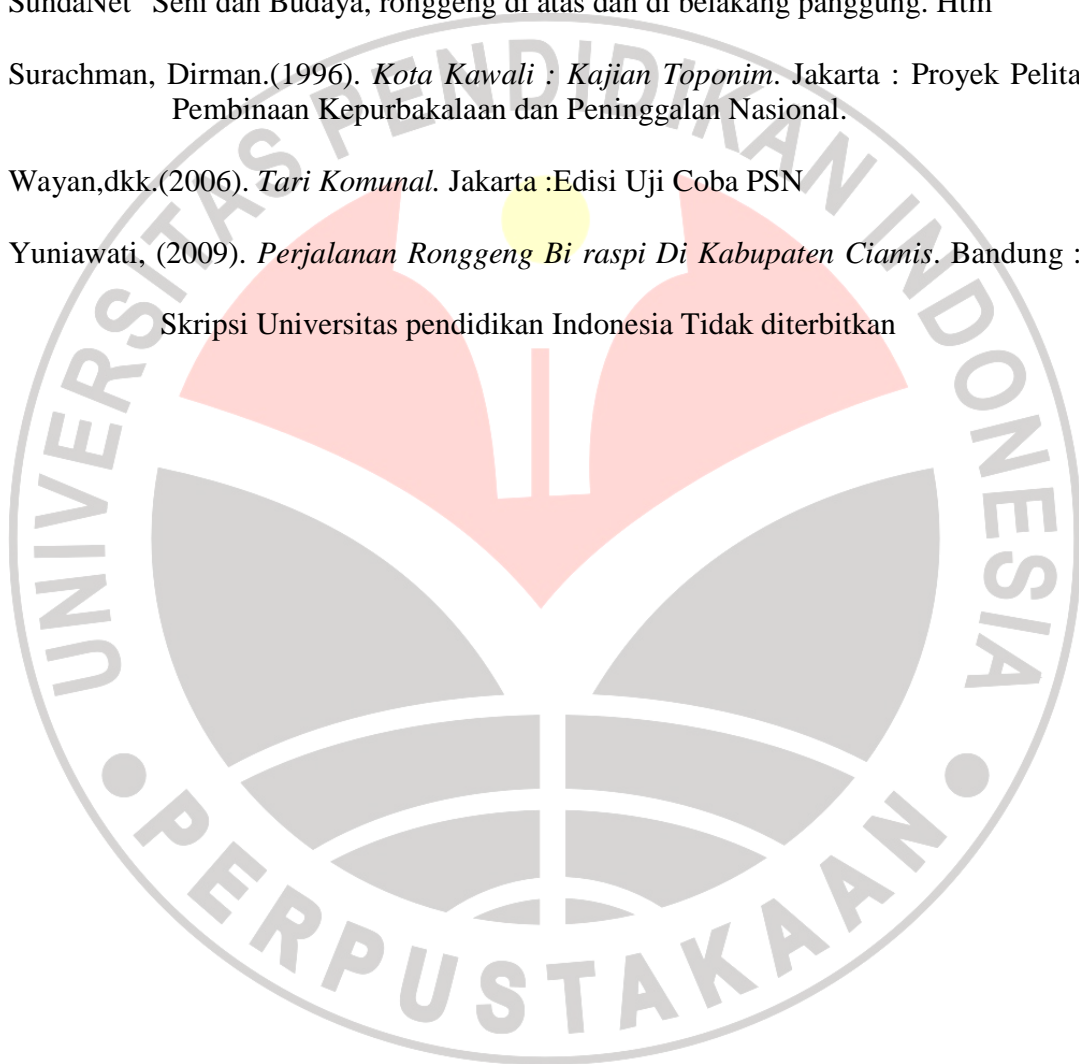 SundaNet Seni dan Budaya, ronggeng di atas dan di belakang panggung. Htm
Surachman, Dirman.(1996). Kota Kawali : Kajian Toponim. Jakarta : Proyek Pelita
Pembinaan Kepurbakalaan dan Peninggalan Nasional.
Wayan,dkk.(2006). Tari Komunal. Jakarta :Edisi Uji Coba PSN
Yuniawati, (2009). Perjalanan Ronggeng Bi raspi Di Kabupaten Ciamis. Bandung :
Skripsi Universitas pendidikan Indonesia Tidak diterbitkan
UNIVERSITAS PENDIDIKAN INDONESIA
PERPUSTAKAAN